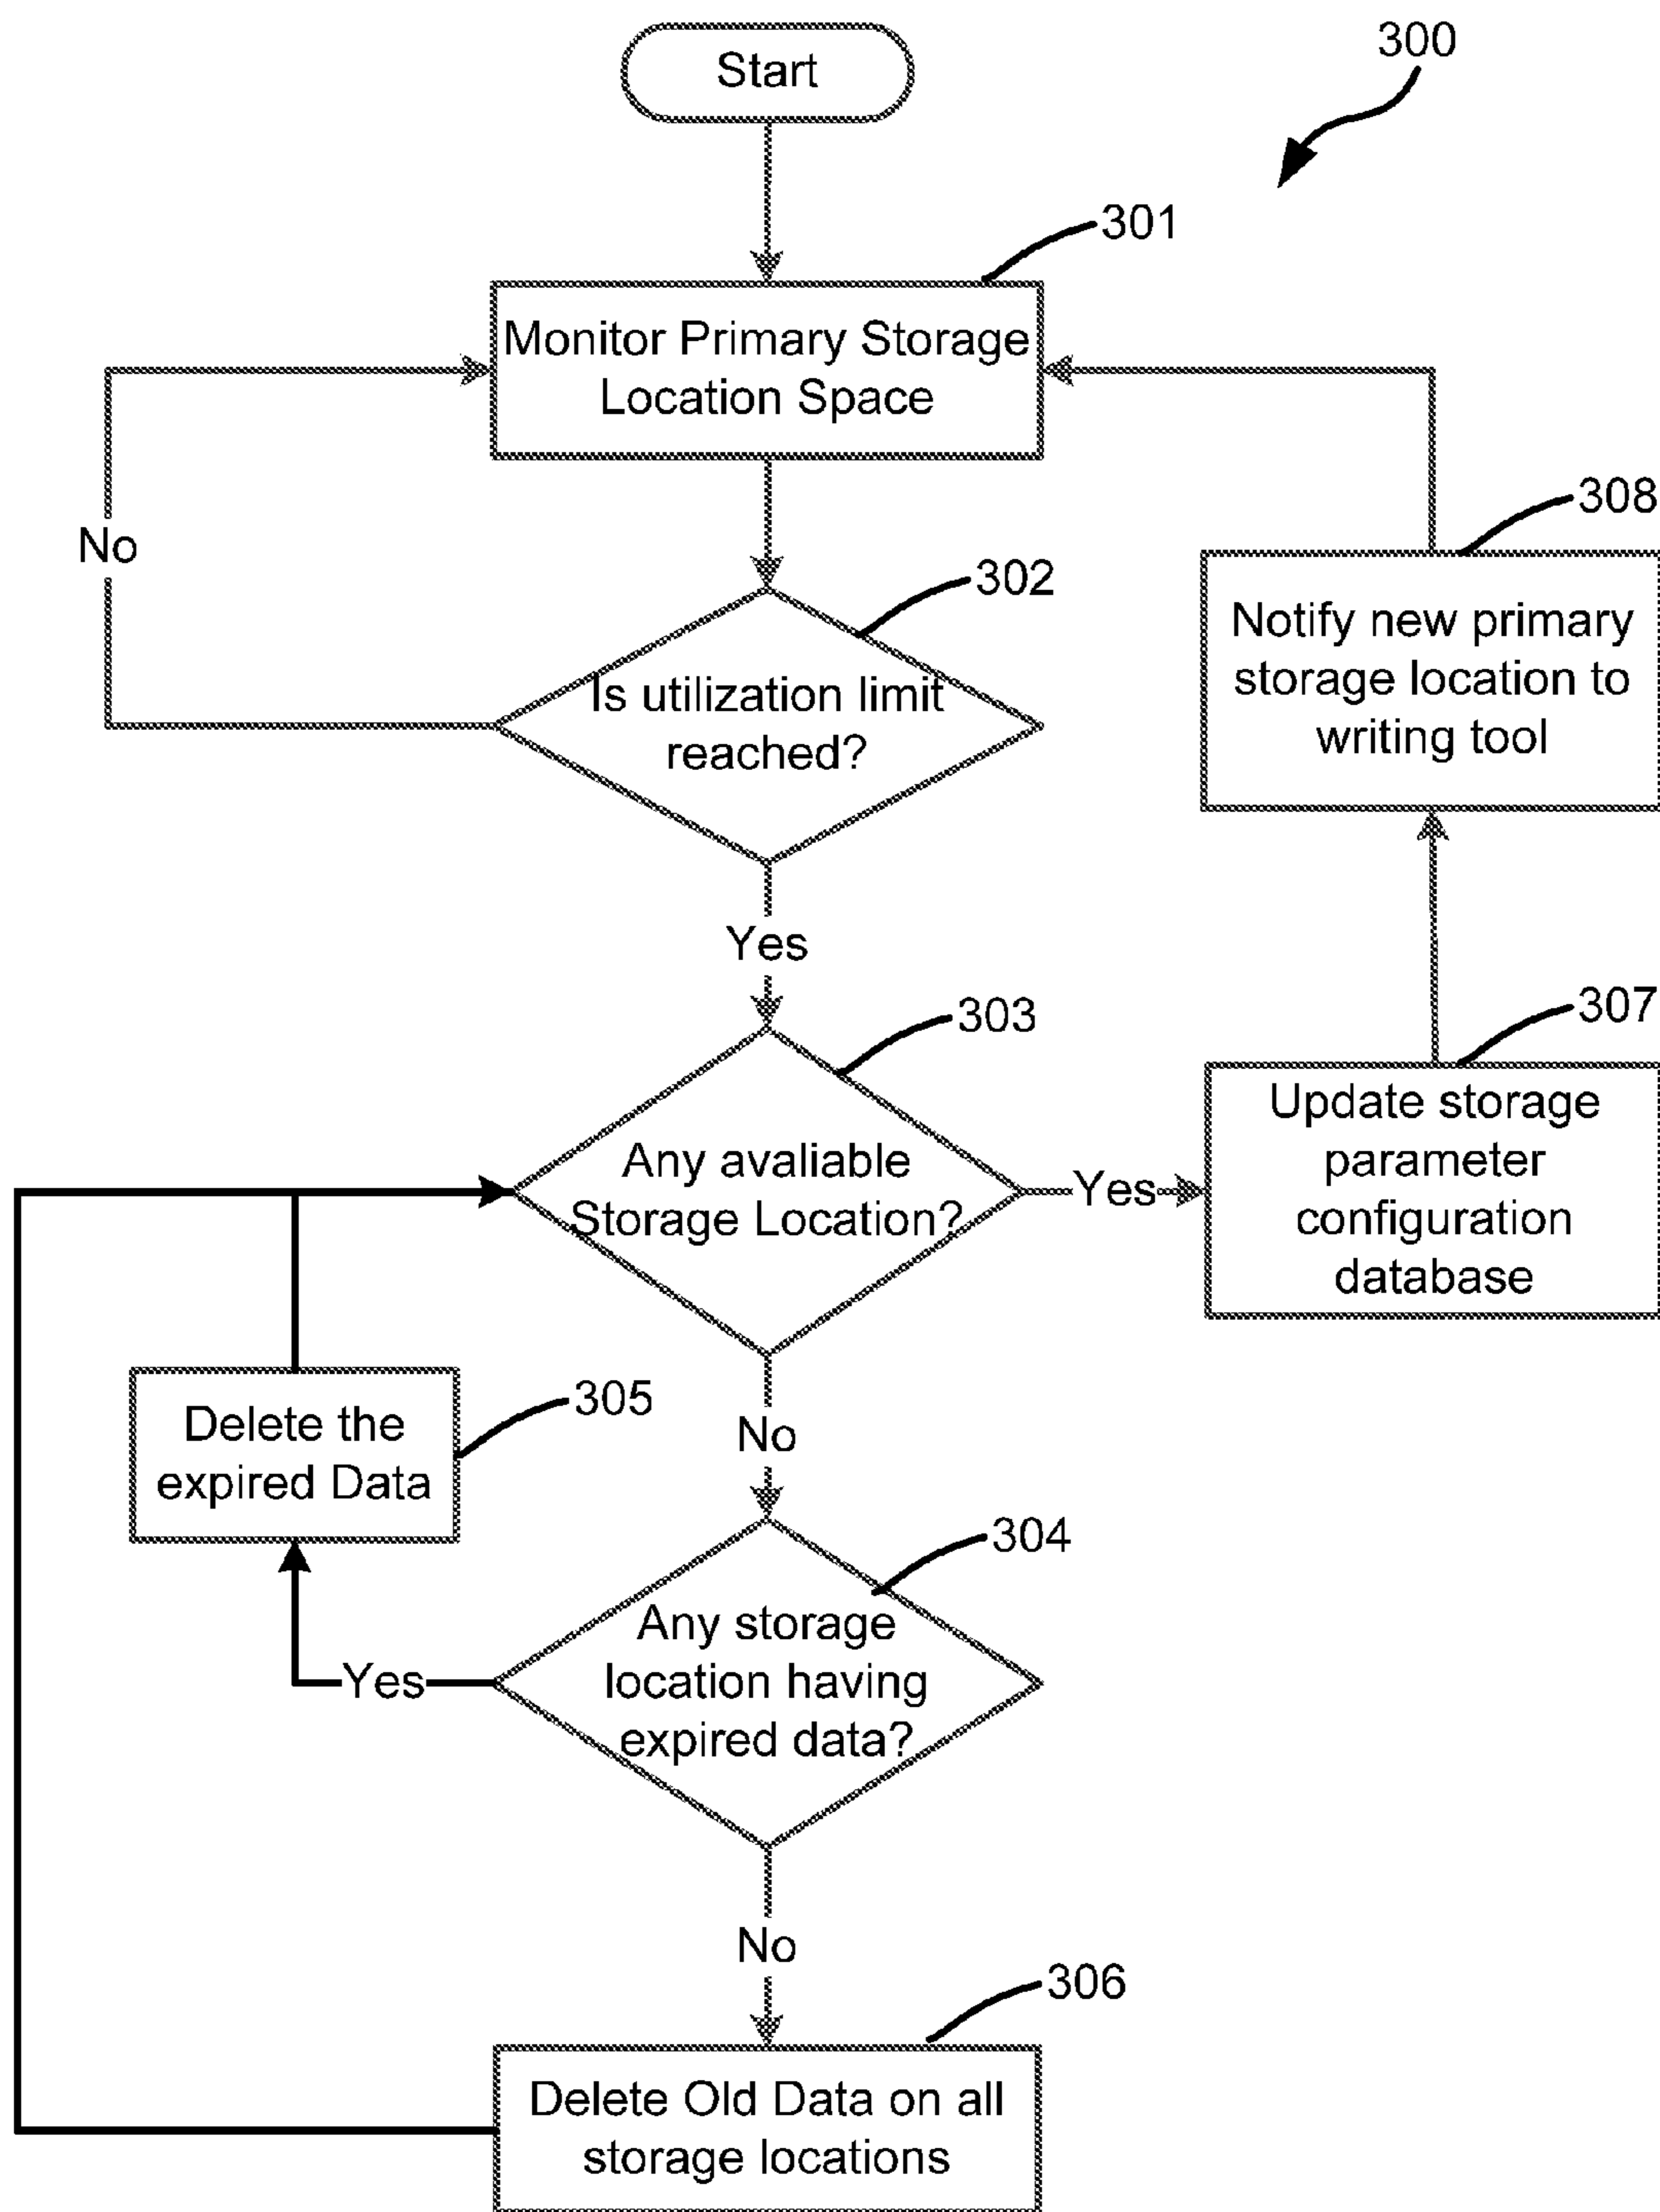 Start
300
301
Monitor Primary Storage
Location Space
No
302
Is utilization limit
reached?
308
Notify new primary
storage location to
writing tool
Yes
303
307
Any avaliable
Storage Location?
Yes
Update storage
parameter
configuration
database
305
Delete the
expired Data
No
304
Any storage
location having
expired data?
Yes
No
306
Delete Old Data on all
storage locations